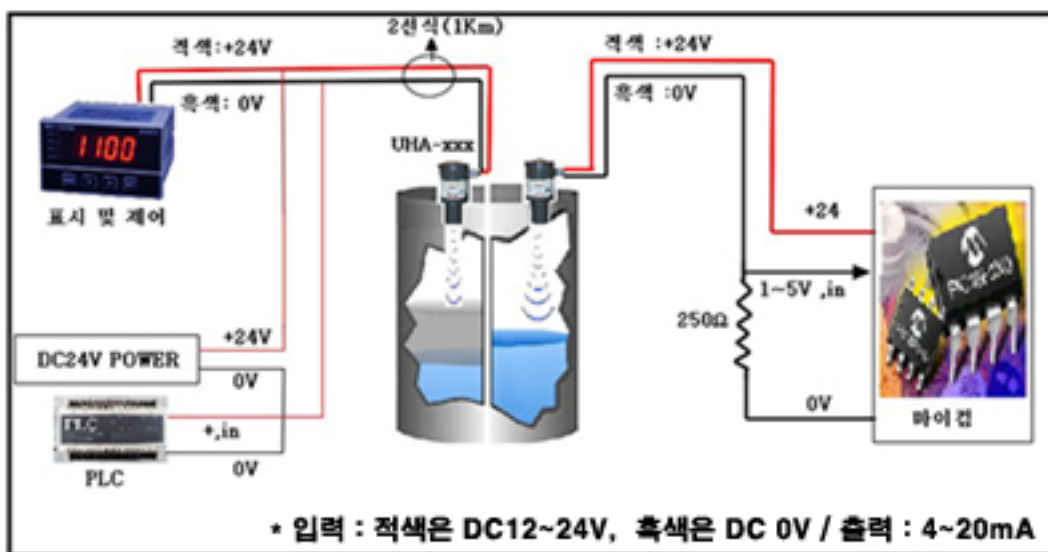 2선식(1Km)
적색:+24V
흑색: 0V
적색 :+24V
흑색 :0V
1100
표시 및 제어
UHA-xxx
+24
1~5V ,in
250Ω
0V
마이컴
+24V
DC24V POWER
0V
PLC
+,in
0V
PLC
* 입력 : 적색은 DC12~24V, 흑색은 DC 0V / 출력 : 4~20mA